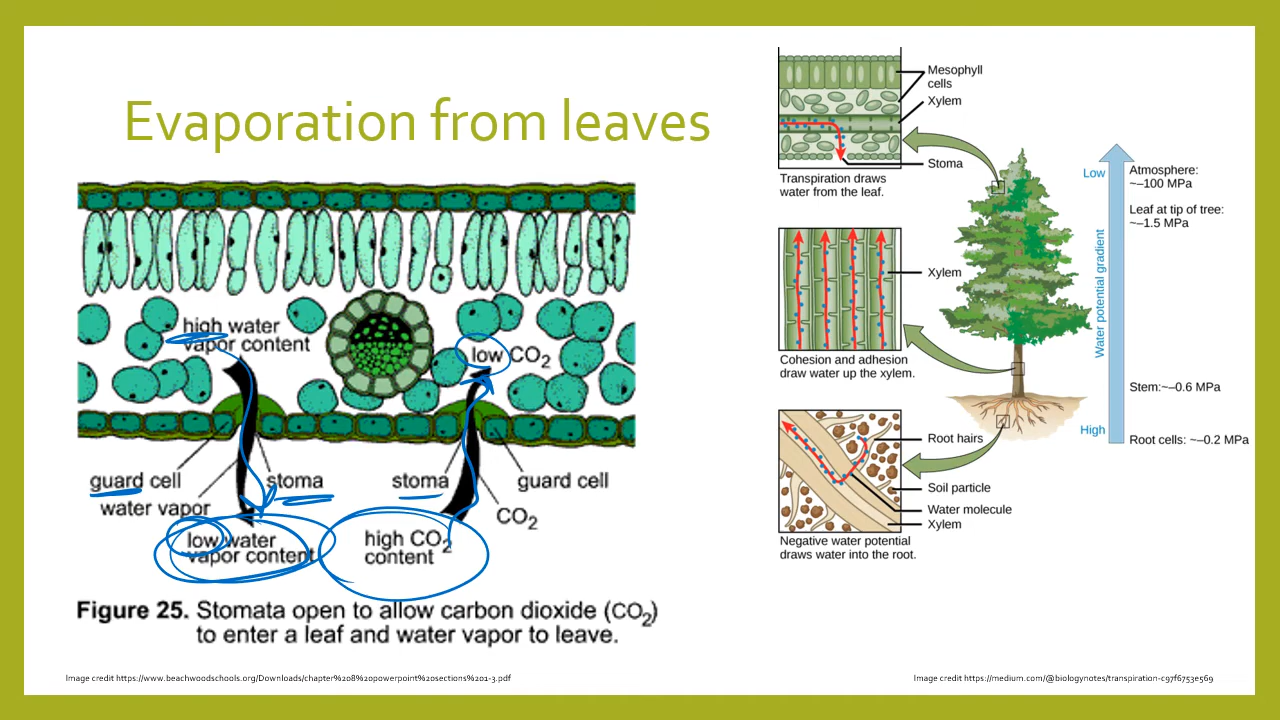 Evaporation from leaves
high water
vapor content
low CO₂
guard cell
stoma
stoma
guard cell
water vapor
CO₂
low water
vapor content
high CO₂
content
Figure 25. Stomata open to allow carbon dioxide (CO₂)
to enter a leaf and water vapor to leave.
Image credit https://www.beachwoodschools.org/Downloads/chapter%208%20powerpoint%20sections%201-3.pdf
Mesophyll
cells
Xylem
Stoma
Transpiration draws
water from the leaf.
Xylem
Cohesion and adhesion
draw water up the xylem.
Root hairs
Soil particle
Water molecule
Xylem
Negative water potential
draws water into the root.
Low
Water potential gradient
High
Atmosphere:
~–100 MPa
Leaf at tip of tree:
~–1.5 MPa
Stem:~–0.6 MPa
Root cells: ~–0.2 MPa
Image credit https://medium.com/@biologynotes/transpiration-c97f6753e569